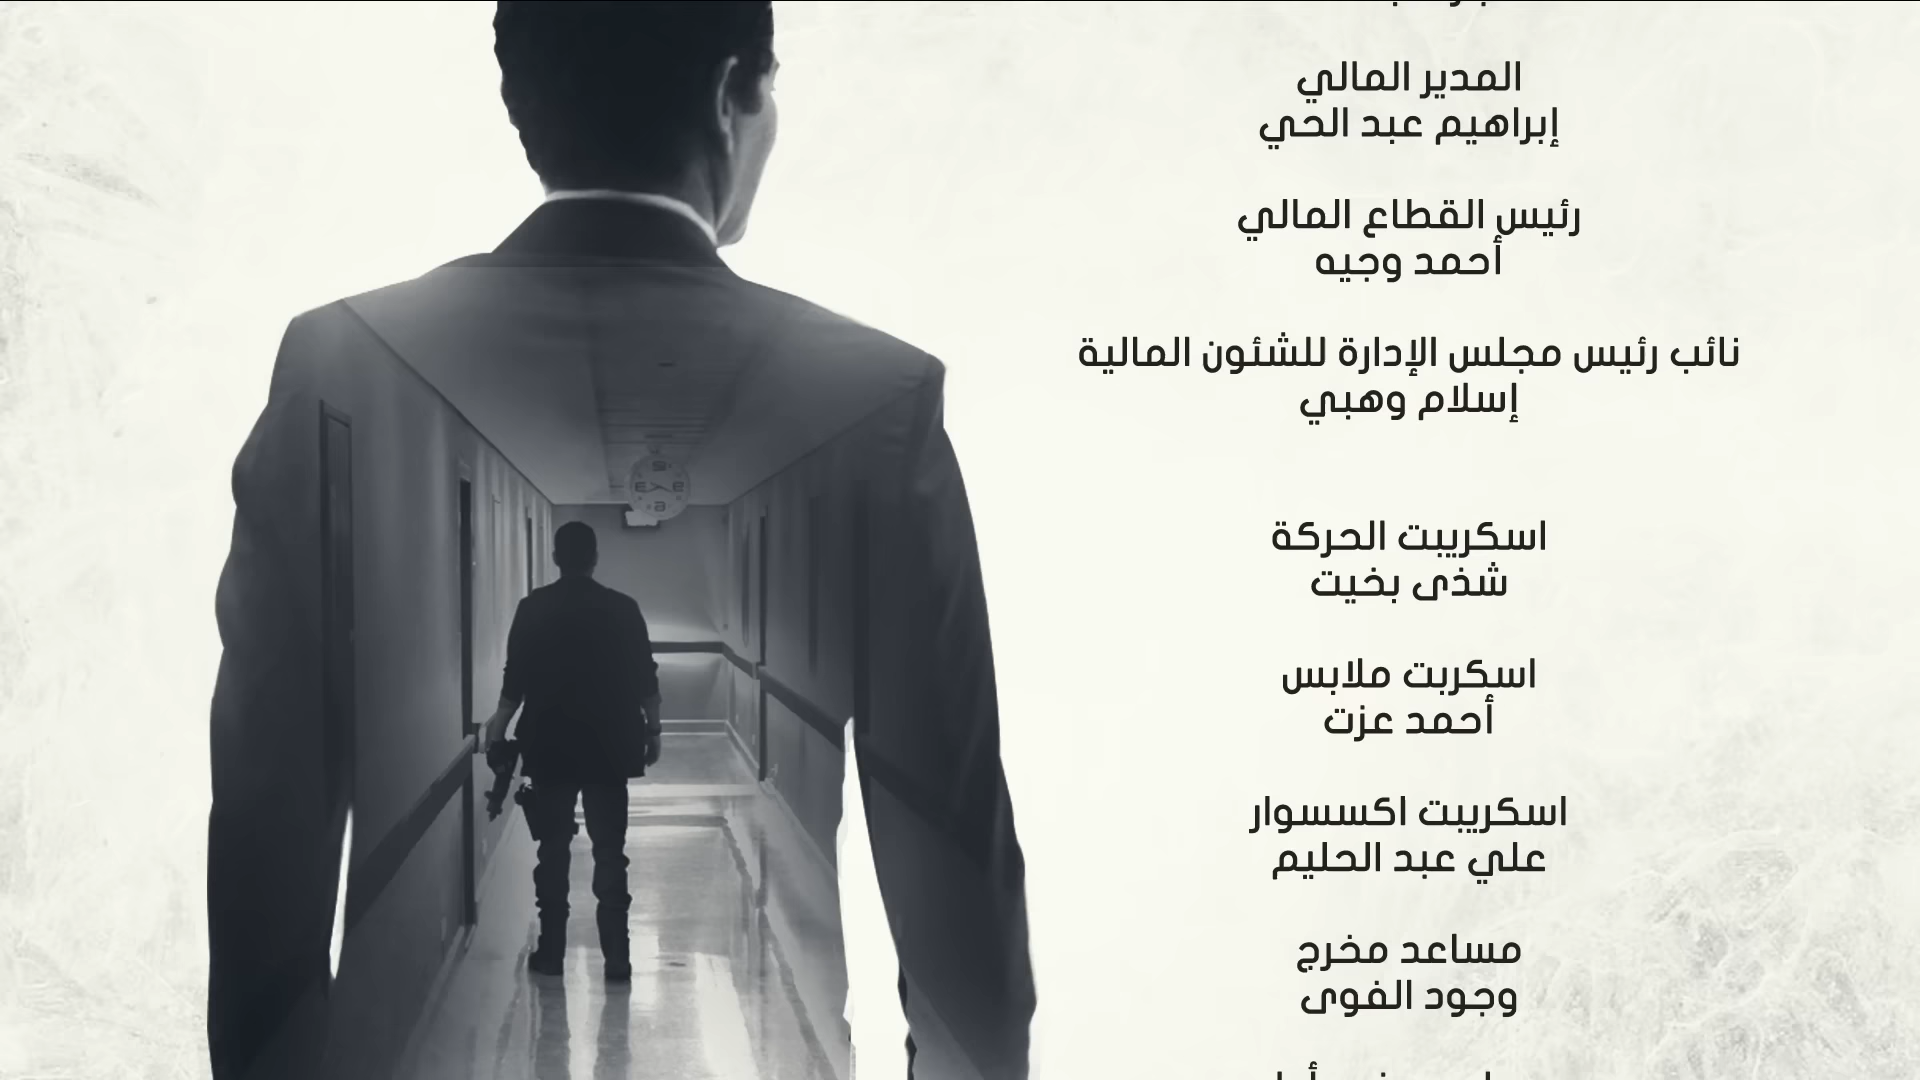 المدير المالي
إبراهيم عبد الحي
رئيس القطاع المالي
أحمد وجيه
نائب رئيس مجلس الإدارة للشئون المالية
إسلام وهبي
اسكريبت الحركة
شذى بخيت
اسكربت ملابس
أحمد عزت
اسكريبت اكسسوار
علي عبد الحليم
مساعد مخرج
وجود الفوى